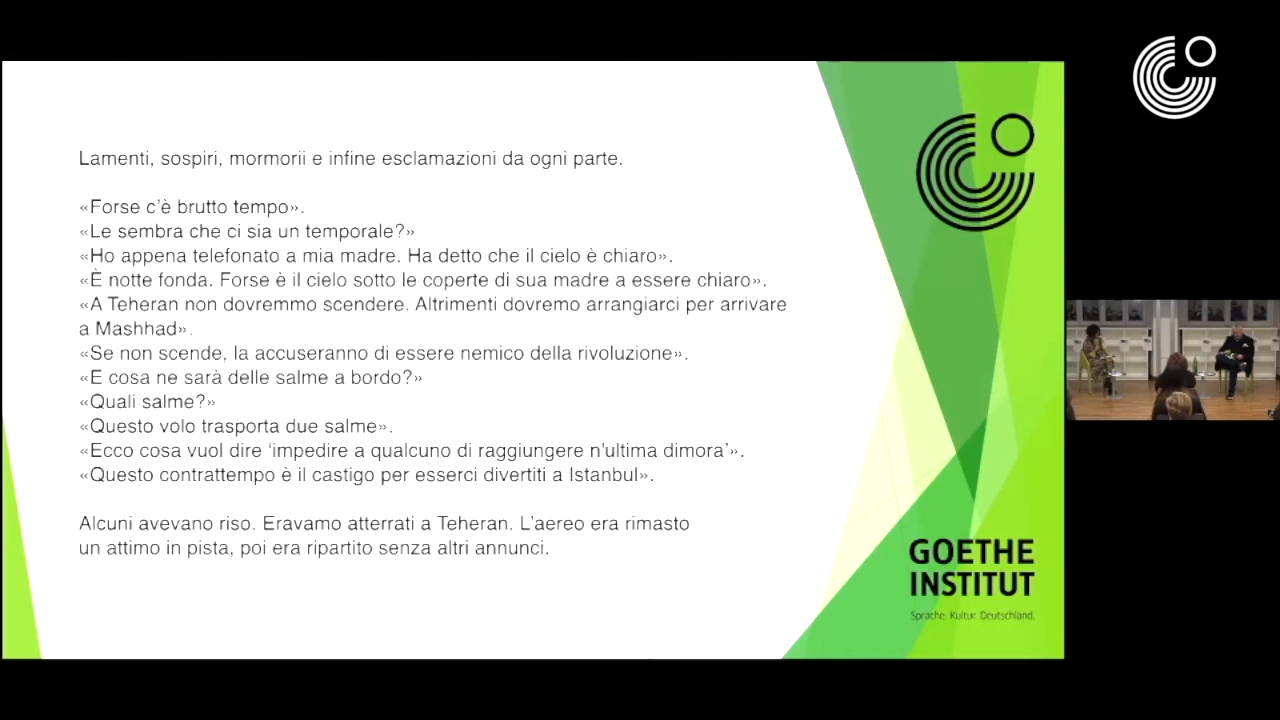 Lamenti, sospiri, mormorii e infine esclamazioni da ogni parte.
«Forse c'è brutto tempo».
«Le sembra che ci sia un temporale?»
«Ho appena telefonato a mia madre. Ha detto che il cielo è chiaro».
«È notte fonda. Forse è il cielo sotto le coperte di sua madre a essere chiaro».
«A Teheran non dovremmo scendere. Altrimenti dovremo arrangiarci per arrivare
a Mashhad».
«Se non scende, la accuseranno di essere nemico della rivoluzione».
«E cosa ne sarà delle salme a bordo?»
«Quali salme?»
«Questo volo trasporta due salme».
«Ecco cosa vuol dire ‘impedire a qualcuno di raggiungere n'ultima dimora’».
«Questo contrattempo è il castigo per esserci divertiti a Istanbul».
Alcuni avevano riso. Eravamo atterrati a Teheran. L'aereo era rimasto
un attimo in pista, poi era ripartito senza altri annunci.
GOETHE
INSTITUT
Sprache. Kultur. Deutschland.